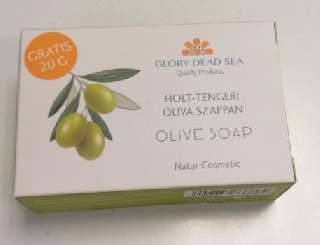 GRATIS
20 G
GLORY DEAD SEA
Quality Products
HOLT-TENGERI
OLIVA SZAPPAN
OLIVE SOAP
Natur Cosmetic